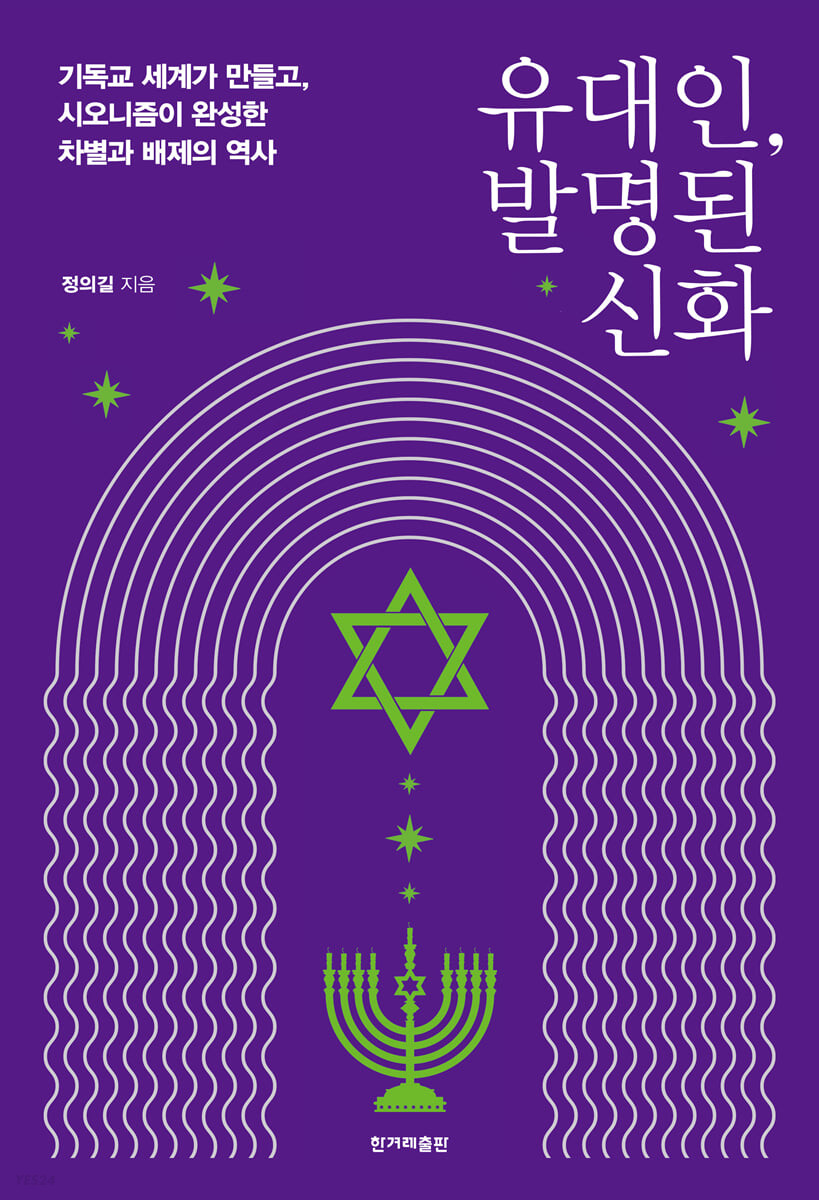 기독교 세계가 만들고,
시오니즘이 완성한
차별과 배제의 역사
유대인,
발명된
신화
정의길 지음
한겨레출판
YES24